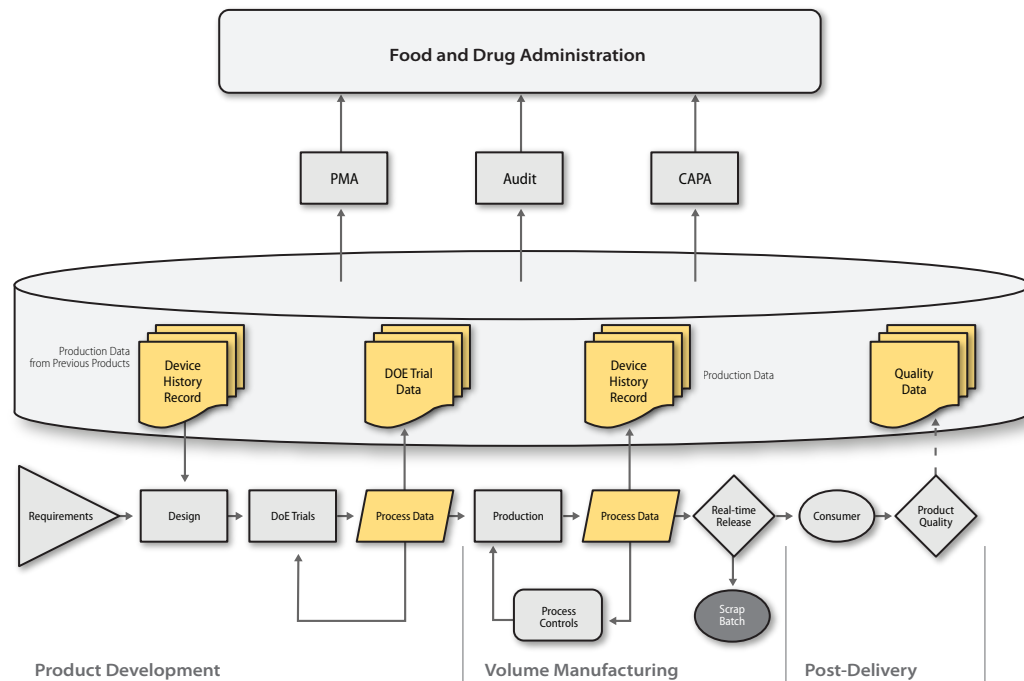 Food and Drug Administration
PMA
Audit
CAPA
Production Data
from Previous Products
Device
History
Record
DOE Trial
Data
Device
History
Record
Production Data
Quality
Data
Requirements
Design
DoE Trials
Process Data
Production
Process Data
Real-time
Release
Consumer
Product
Quality
Process
Controls
Scrap
Batch
Product Development
Volume Manufacturing
Post-Delivery